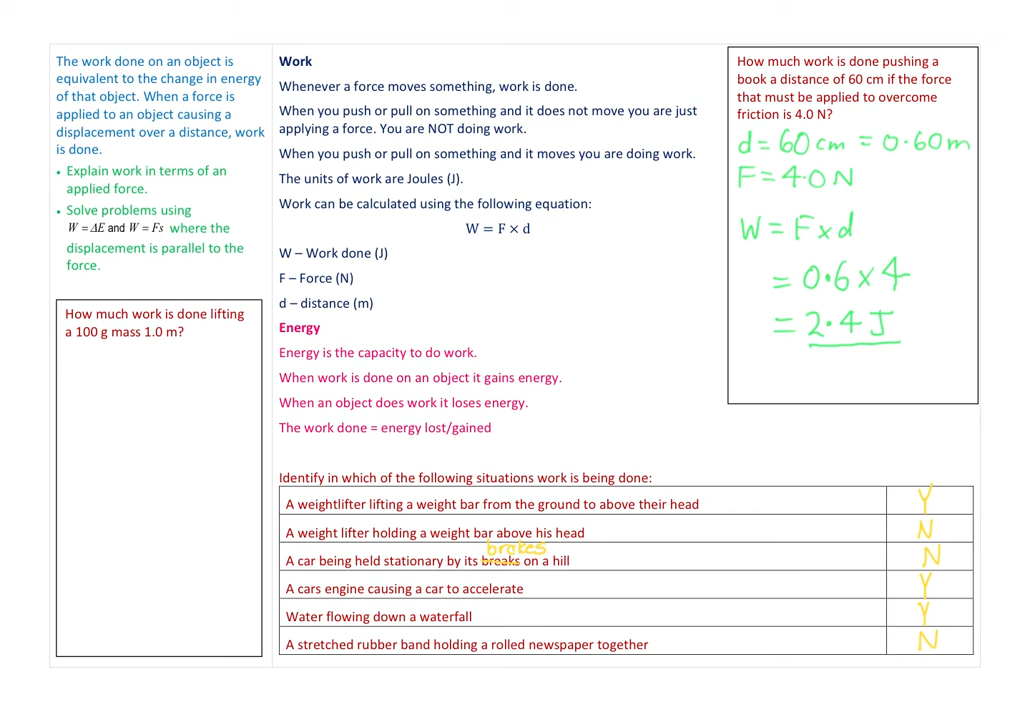 The work done on an object is
equivalent to the change in energy
of that object. When a force is
applied to an object causing a
displacement over a distance, work
is done.
• Explain work in terms of an
applied force.
• Solve problems using
W = ΔE and W = Fs where the
displacement is parallel to the
force.
How much work is done lifting
a 100 g mass 1.0 m?
Work
Whenever a force moves something, work is done.
When you push or pull on something and it does not move you are just
applying a force. You are NOT doing work.
When you push or pull on something and it moves you are doing work.
The units of work are Joules (J).
Work can be calculated using the following equation:
W = F × d
W – Work done (J)
F – Force (N)
d – distance (m)
Energy
Energy is the capacity to do work.
When work is done on an object it gains energy.
When an object does work it loses energy.
The work done = energy lost/gained
Identify in which of the following situations work is being done:
A weightlifter lifting a weight bar from the ground to above their head Y
A weight lifter holding a weight bar above his head N
brakes
A car being held stationary by its breaks on a hill N
A cars engine causing a car to accelerate Y
Water flowing down a waterfall Y
A stretched rubber band holding a rolled newspaper together N
How much work is done pushing a
book a distance of 60 cm if the force
that must be applied to overcome
friction is 4.0 N?
d = 60 cm = 0.60 m
F = 4.0 N
W = F x d
= 0.6 x 4
= 2.4 J